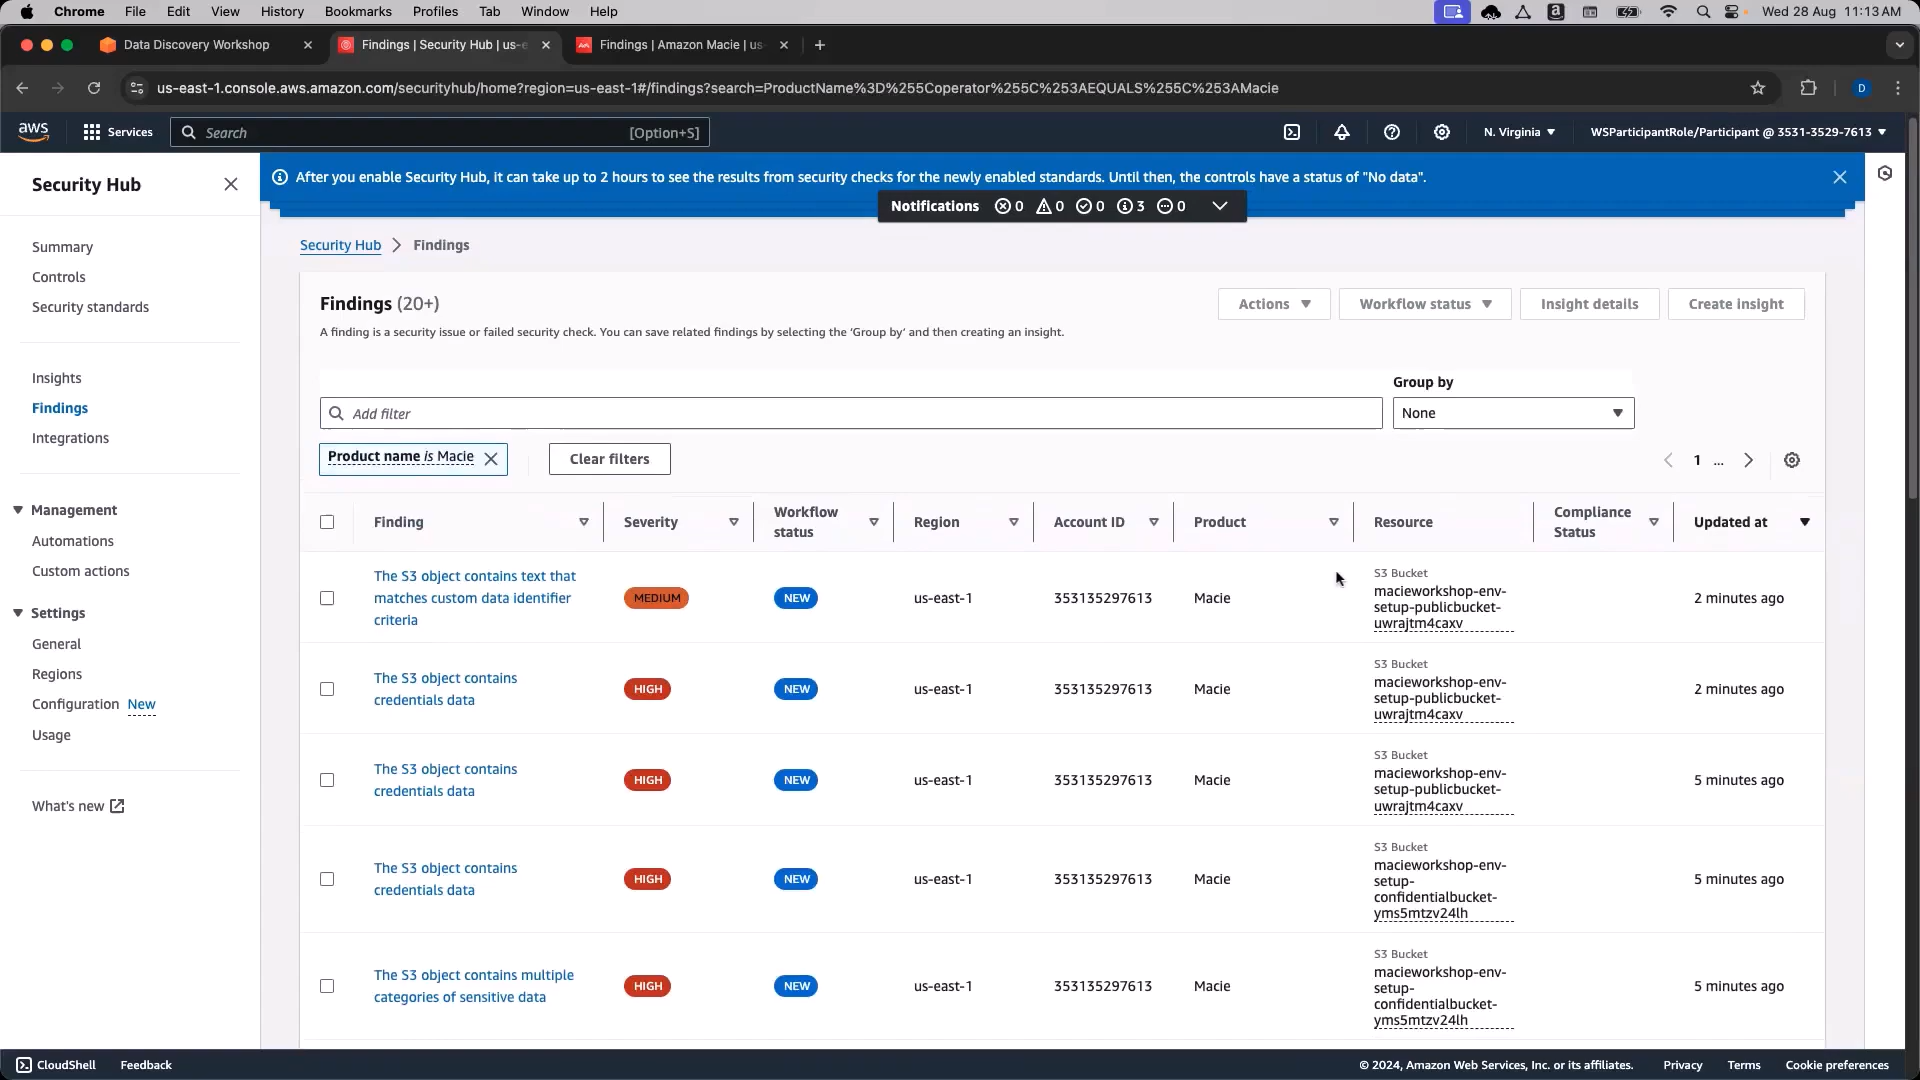 Chrome File Edit View History Bookmarks Profiles Tab Window Help Wed 28 Aug 11:13 AM
Data Discovery Workshop Findings | Security Hub | us-e Findings | Amazon Macie | us-
us-east-1.console.aws.amazon.com/securityhub/home?region=us-east-1#/findings?search=ProductName%3D%255Coperator%255C%253AEQUALS%255C%253AMacie D
aws Services Search [Option+S] N. Virginia WSParticipantRole/Participant @ 3531-3529-7613
Security Hub
After you enable Security Hub, it can take up to 2 hours to see the results from security checks for the newly enabled standards. Until then, the controls have a status of "No data".
Notifications 0 0 0 3 0
Summary
Controls
Security standards
Insights
Findings
Integrations
Management
Automations
Custom actions
Settings
General
Regions
Configuration New
Usage
What's new
Security Hub > Findings
Findings (20+)
Actions Workflow status Insight details Create insight
A finding is a security issue or failed security check. You can save related findings by selecting the 'Group by' and then creating an insight.
Group by
Add filter None
Product name is Macie Clear filters 1 ...
Finding Severity Workflow status Region Account ID Product Resource Compliance Status Updated at
The S3 object contains text that matches custom data identifier criteria MEDIUM NEW us-east-1 353135297613 Macie S3 Bucket macieworkshop-env-setup-publicbucket-uwrajtm4caxv 2 minutes ago
The S3 object contains credentials data HIGH NEW us-east-1 353135297613 Macie S3 Bucket macieworkshop-env-setup-publicbucket-uwrajtm4caxv 2 minutes ago
The S3 object contains credentials data HIGH NEW us-east-1 353135297613 Macie S3 Bucket macieworkshop-env-setup-publicbucket-uwrajtm4caxv 5 minutes ago
The S3 object contains credentials data HIGH NEW us-east-1 353135297613 Macie S3 Bucket macieworkshop-env-setup-confidentialbucket-yms5mtzv24lh 5 minutes ago
The S3 object contains multiple categories of sensitive data HIGH NEW us-east-1 353135297613 Macie S3 Bucket macieworkshop-env-setup-confidentialbucket-yms5mtzv24lh 5 minutes ago
CloudShell Feedback © 2024, Amazon Web Services, Inc. or its affiliates. Privacy Terms Cookie preferences